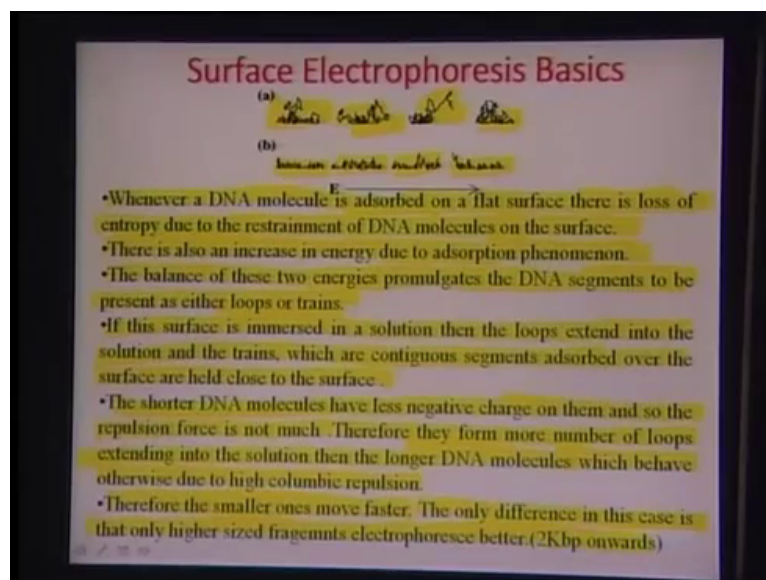 Surface Electrophoresis Basics
(a)
(b)
E
•Whenever a DNA molecule is adsorbed on a flat surface there is loss of
entropy due to the restrainment of DNA molecules on the surface.
•There is also an increase in energy due to adsorption phenomenon.
•The balance of these two energies promulgates the DNA segments to be
present as either loops or trains.
•If this surface is immersed in a solution then the loops extend into the
solution and the trains, which are contiguous segments adsorbed over the
surface are held close to the surface .
•The shorter DNA molecules have less negative charge on them and so the
repulsion force is not much .Therefore they form more number of loops
extending into the solution then the longer DNA molecules which behave
otherwise due to high columbic repulsion.
•Therefore the smaller ones move faster. The only difference in this case is
that only higher sized fragemnts electrophoresce better.(2Kbp onwards)